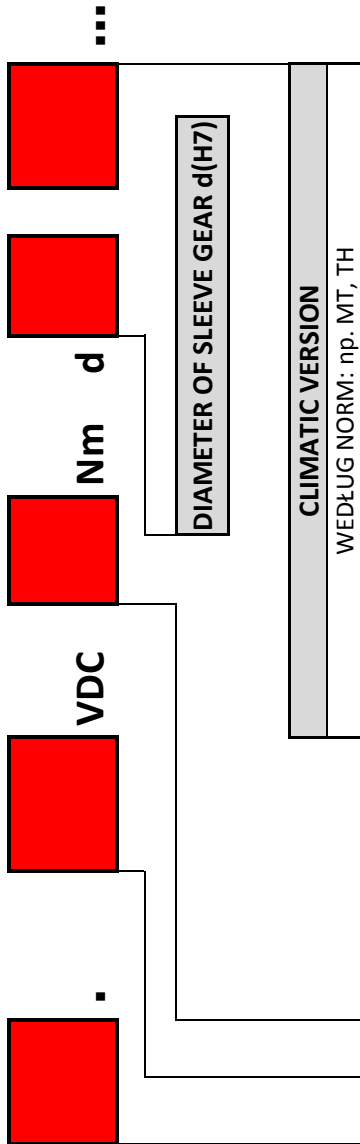 . VDC Nm d ...
DIAMETER OF SLEEVE GEAR d(H7)
CLIMATIC VERSION
WEDŁUG NORM: np. MT, TH